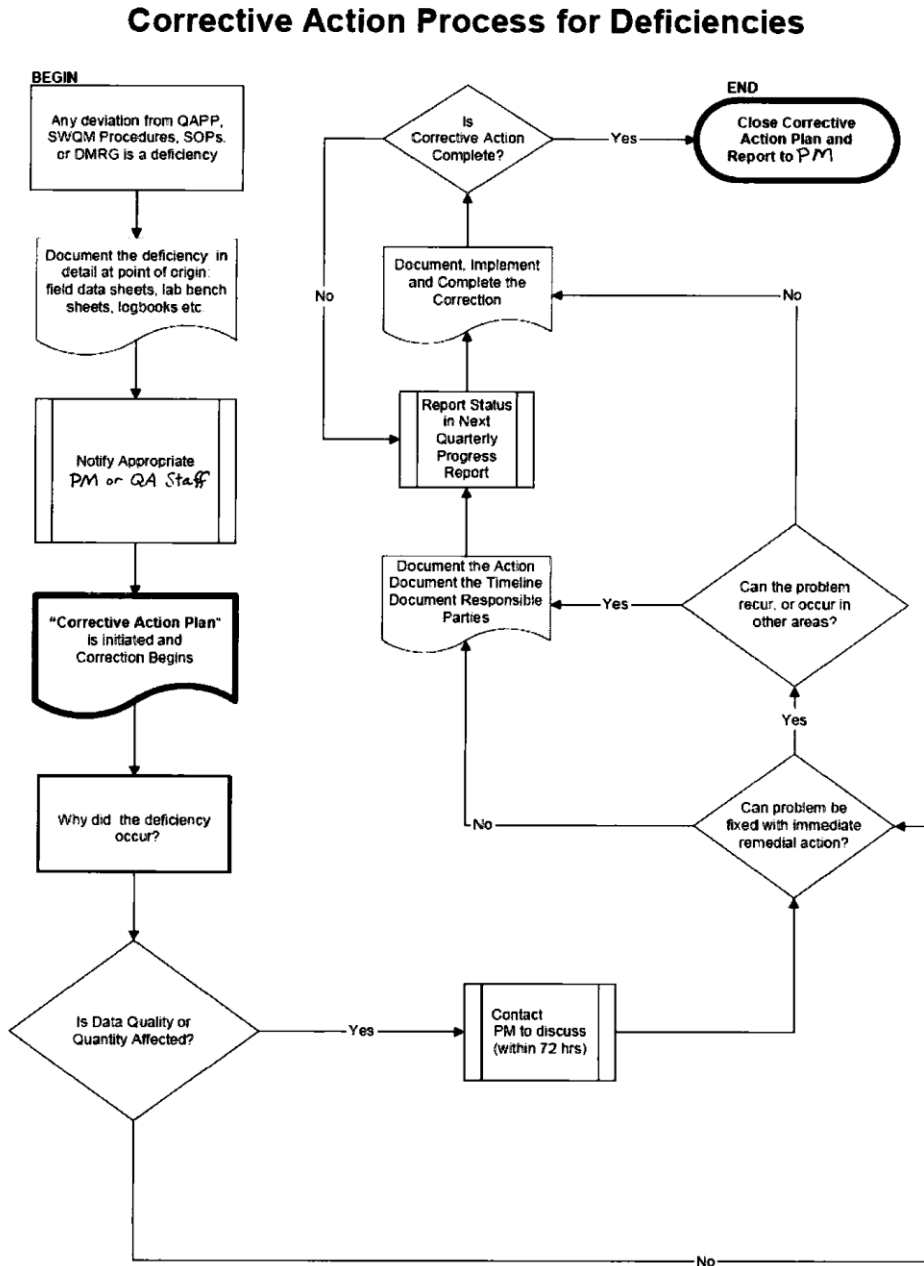 Corrective Action Process for Deficiencies
BEGIN
Any deviation from QAPP,
SWQM Procedures, SOPs,
or DMRG is a deficiency
Document the deficiency in
detail at point of origin:
field data sheets, lab bench
sheets, logbooks etc.
Notify Appropriate
PM or QA Staff
"Corrective Action Plan"
is initiated and
Correction Begins
Why did the deficiency
occur?
Is Data Quality or
Quantity Affected?
Yes
No
Contact
PM to discuss
(within 72 hrs)
Can problem be
fixed with immediate
remedial action?
No
Yes
Can the problem
recur, or occur in
other areas?
Yes
No
Document the Action
Document the Timeline
Document Responsible
Parties
Report Status
in Next
Quarterly
Progress
Report
Document, Implement
and Complete the
Correction
Is
Corrective Action
Complete?
No
Yes
END
Close Corrective
Action Plan and
Report to PM